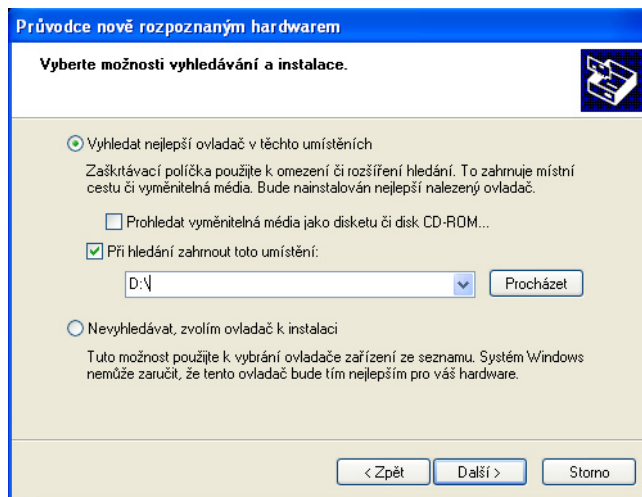 Průvodce nově rozpoznaným hardwarem
Vyberte možnosti vyhledávání a instalace.
Vyhledat nejlepší ovladač v těchto umístěních
Zaškrtávací políčka použijte k omezení či rozšíření hledání. To zahrnuje místní
cestu či vyměnitelná média. Bude nainstalován nejlepší nalezený ovladač.
Prohledat vyměnitelná média jako disketu či disk CD-ROM...
Při hledání zahrnout toto umístění:
D:\
Procházet
Nevyhledávat, zvolím ovladač k instalaci
Tuto možnost použijte k vybrání ovladače zařízení ze seznamu. Systém Windows
nemůže zaručit, že tento ovladač bude tím nejlepším pro váš hardware.
< Zpět
Další >
Storno